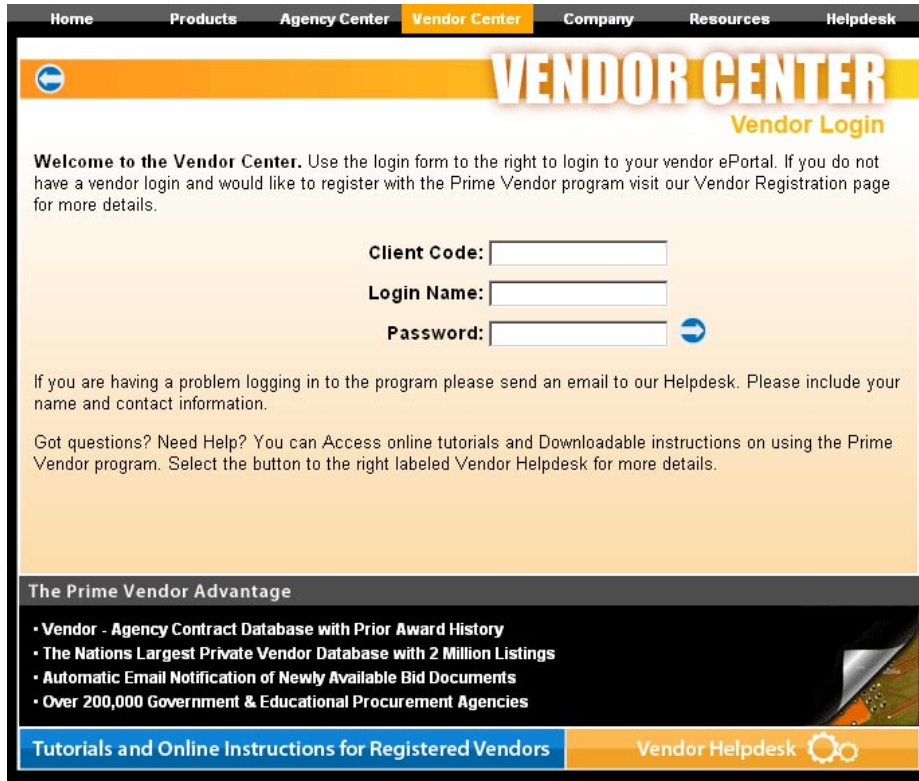 Home Products Agency Center Vendor Center Company Resources Helpdesk
VENDOR CENTER
Vendor Login
Welcome to the Vendor Center. Use the login form to the right to login to your vendor ePortal. If you do not
have a vendor login and would like to register with the Prime Vendor program visit our Vendor Registration page
for more details.
Client Code:
Login Name:
Password:
If you are having a problem logging in to the program please send an email to our Helpdesk. Please include your
name and contact information.
Got questions? Need Help? You can Access online tutorials and Downloadable instructions on using the Prime
Vendor program. Select the button to the right labeled Vendor Helpdesk for more details.
The Prime Vendor Advantage
• Vendor - Agency Contract Database with Prior Award History
• The Nations Largest Private Vendor Database with 2 Million Listings
• Automatic Email Notification of Newly Available Bid Documents
• Over 200,000 Government & Educational Procurement Agencies
Tutorials and Online Instructions for Registered Vendors Vendor Helpdesk